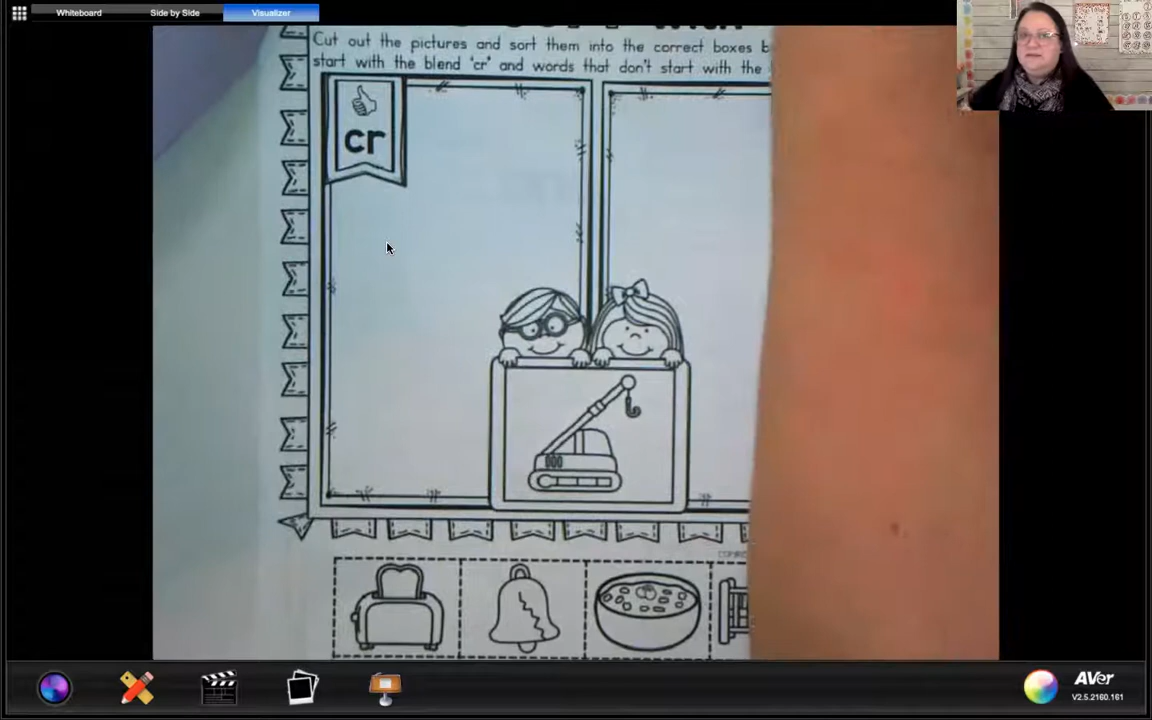 Whiteboard Side by Side Visualizer
Cut out the pictures and sort them into the correct boxes
start with the blend 'cr' and words that don't start with the
cr
AVer
V2.5.2160.161